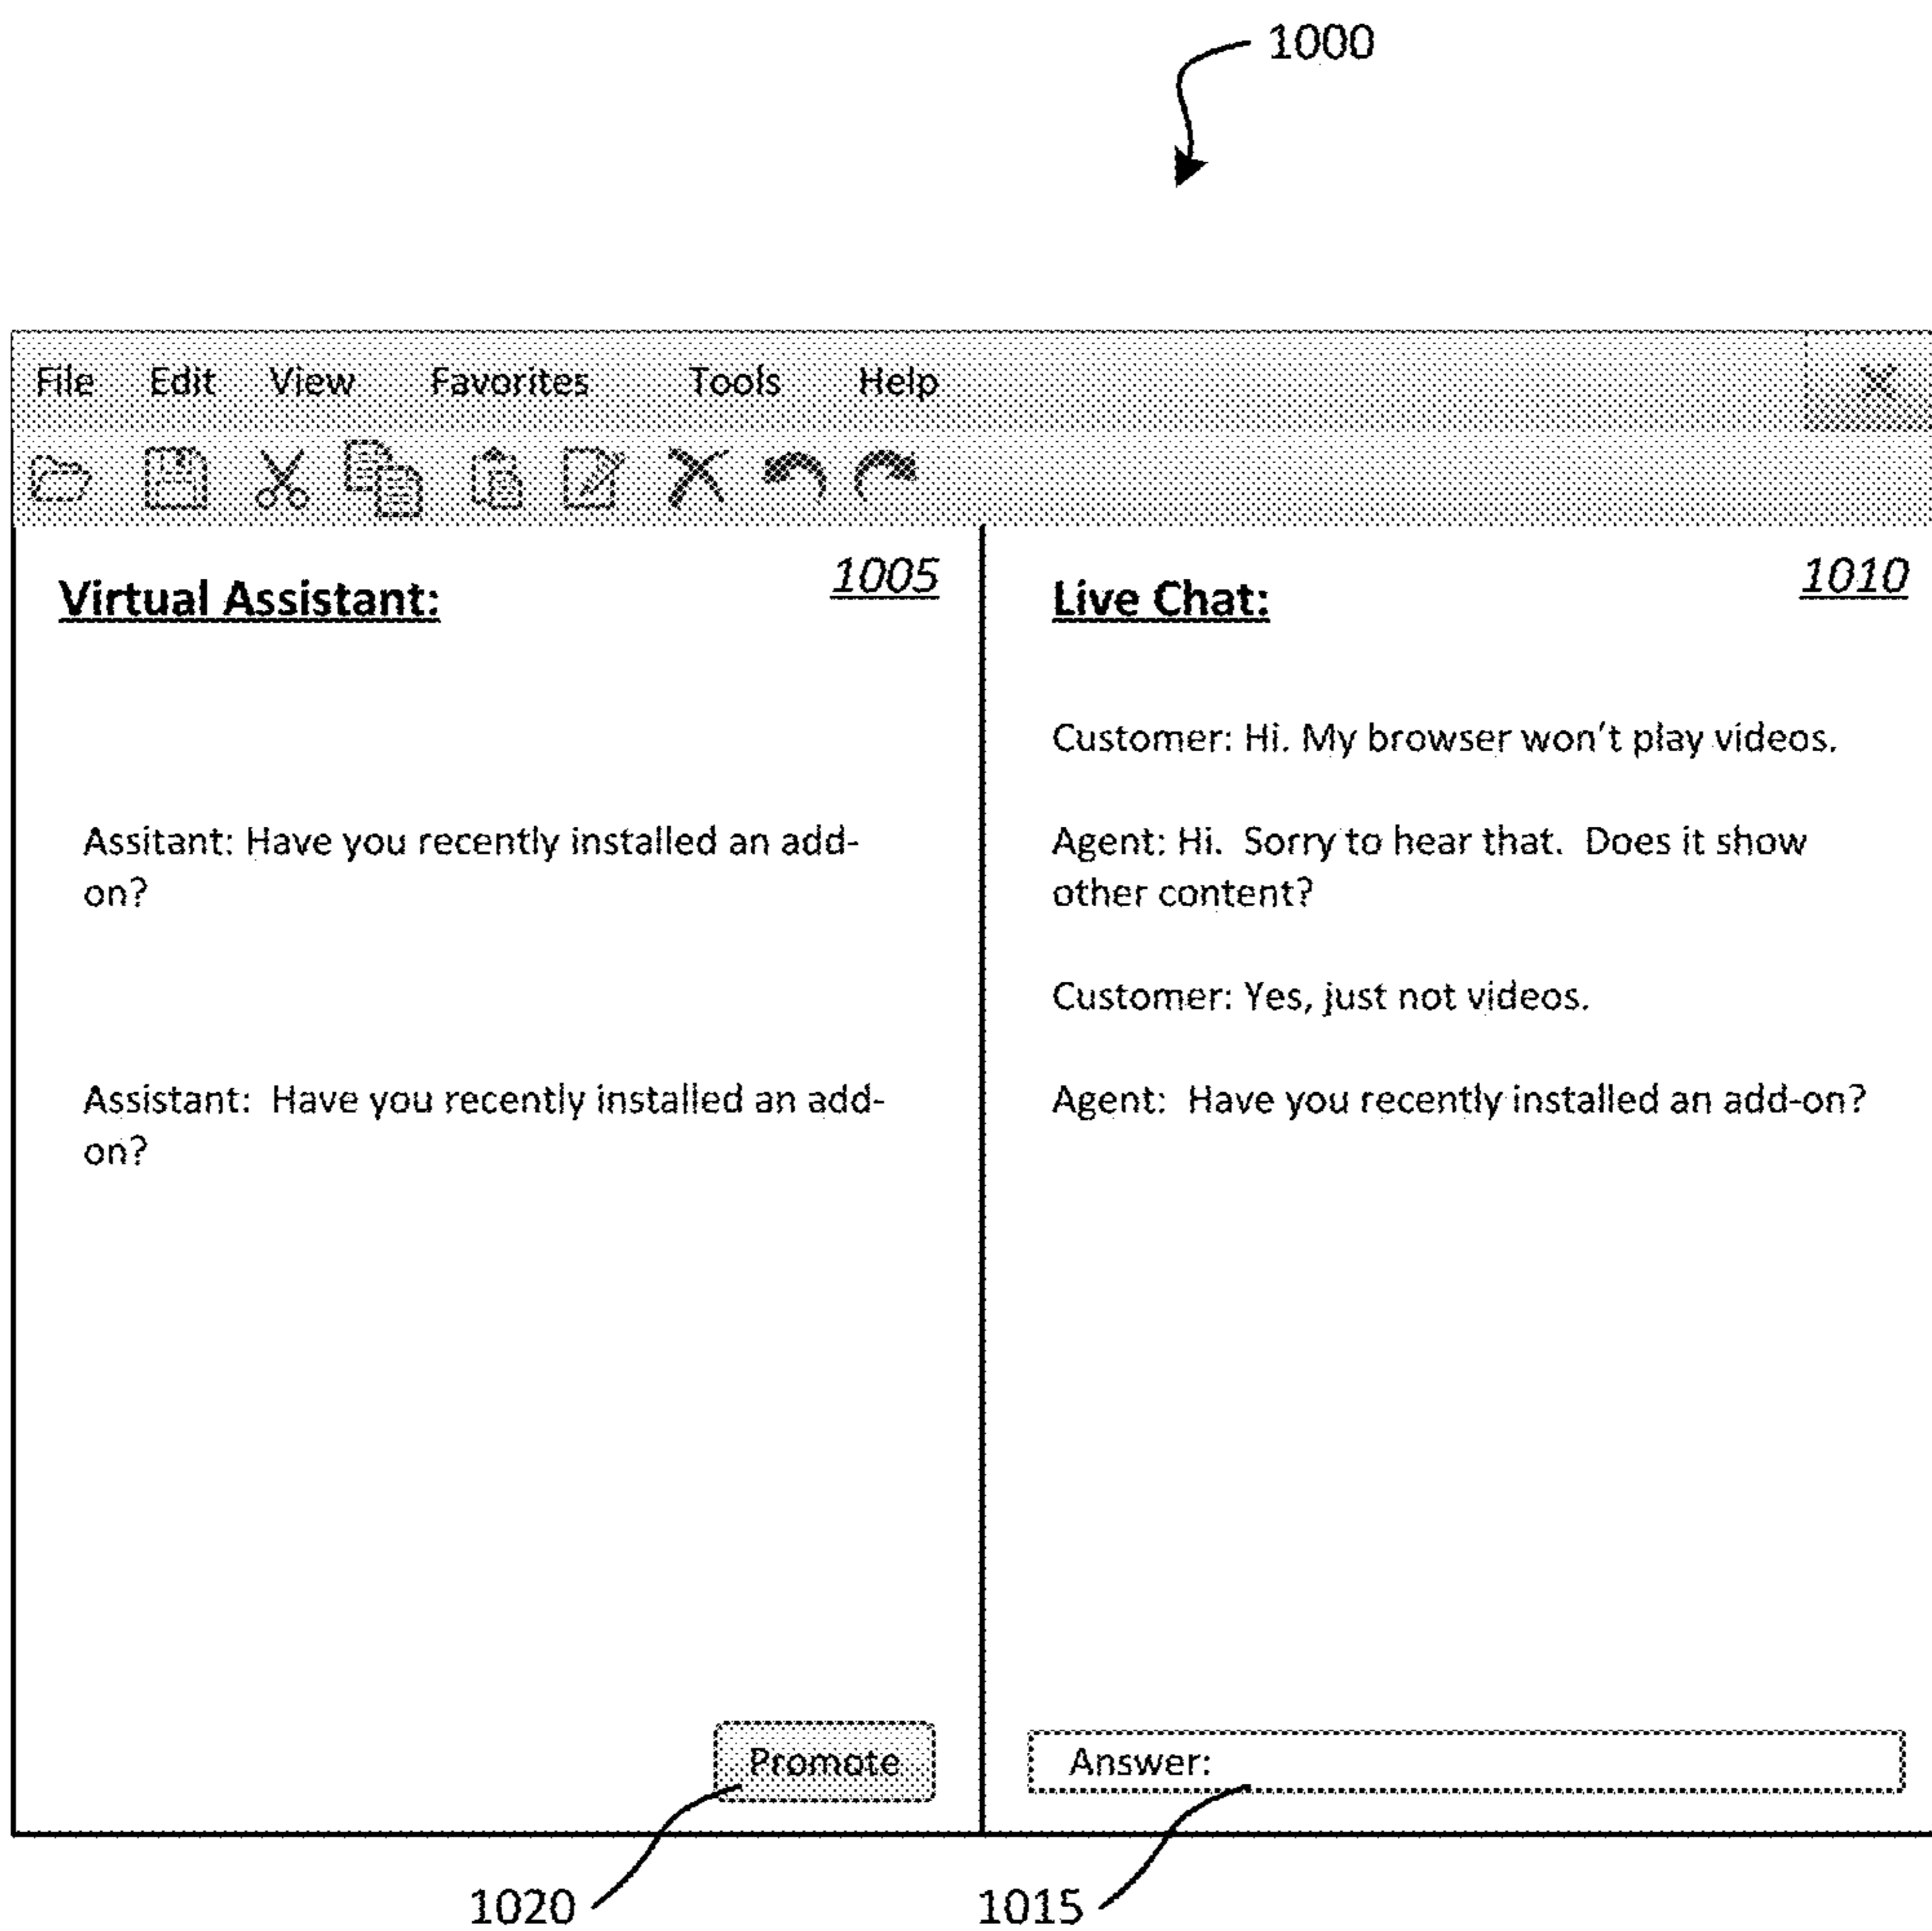 1000
File Edit View Favorites Tools Help
Virtual Assistant:
1005
Assitant: Have you recently installed an add-
on?
Assistant: Have you recently installed an add-
on?
Promote
Live Chat:
1010
Customer: Hi. My browser won't play videos.
Agent: Hi. Sorry to hear that. Does it show
other content?
Customer: Yes, just not videos.
Agent: Have you recently installed an add-on?
Answer:
1020
1015